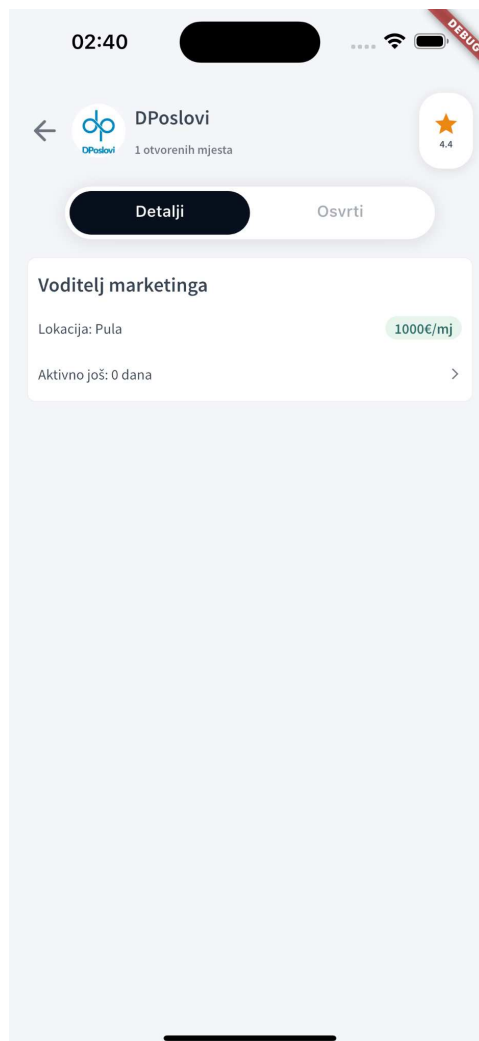 02:40
DEBUG
dp
DPoslovi
DPoslovi
1 otvorenih mjesta
4.4
Detalji
Osvrti
Voditelj marketinga
Lokacija: Pula
1000€/mj
Aktivno još: 0 dana